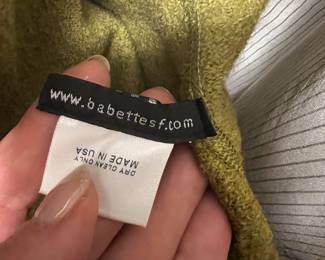 www.babettesf.com
DRY CLEAN ONLY
MADE IN USA